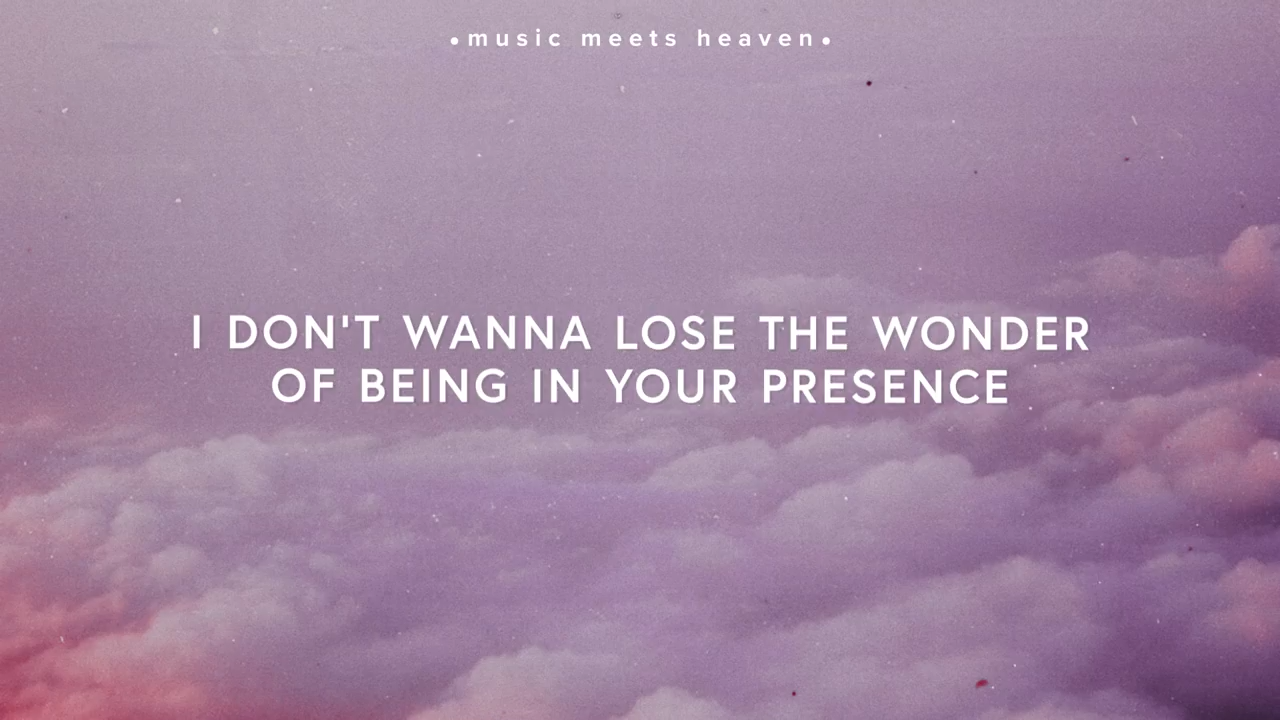 •music meets heaven•
I DON'T WANNA LOSE THE WONDER
OF BEING IN YOUR PRESENCE